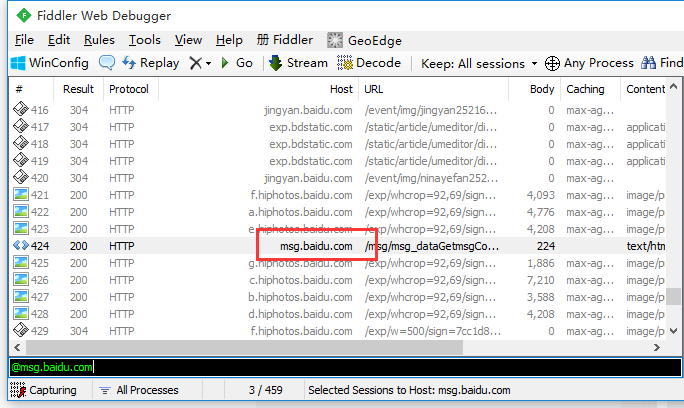 Fiddler Web Debugger
File Edit Rules Tools View Help 册 Fiddler GeoEdge
WinConfig Replay Go Stream Decode Keep: All sessions Any Process Find
# Result Protocol Host URL Body Caching Content
416 304 HTTP jingyan.baidu.com /event/img/jingyan25216... 0 max-ag...
417 304 HTTP exp.bdstatic.com /static/article/umeditor/di... 0 max-ag... applicati
418 304 HTTP exp.bdstatic.com /static/article/umeditor/di... 0 max-ag... applicati
419 304 HTTP exp.bdstatic.com /static/article/umeditor/di... 0 max-ag... applicati
420 304 HTTP jingyan.baidu.com /event/img/ninayefan252... 0 max-ag...
421 200 HTTP f.hiphotos.baidu.com /exp/whcrop=92,69/sign... 4,093 max-ag... image/p
422 200 HTTP a.hiphotos.baidu.com /exp/whcrop=92,69/sign... 4,776 max-ag... image/p
423 200 HTTP e.hiphotos.baidu.com /exp/whcrop=92,69/sign... 4,208 max-ag... image/p
424 200 HTTP msg.baidu.com /msg/msg_dataGetmsgCo... 224 text/htm
425 200 HTTP g.hiphotos.baidu.com /exp/whcrop=92,69/sign... 1,886 max-ag... image/p
426 200 HTTP c.hiphotos.baidu.com /exp/whcrop=92,69/sign... 7,210 max-ag... image/p
427 200 HTTP b.hiphotos.baidu.com /exp/whcrop=92,69/sign... 3,588 max-ag... image/p
428 200 HTTP d.hiphotos.baidu.com /exp/whcrop=92,69/sign... 4,208 max-ag... image/p
429 304 HTTP f.hiphotos.baidu.com /exp/w=500/sign=7cc1d8... 0 max-ag... image/p
@msg.baidu.com
Capturing All Processes 3 / 459 Selected Sessions to Host: msg.baidu.com